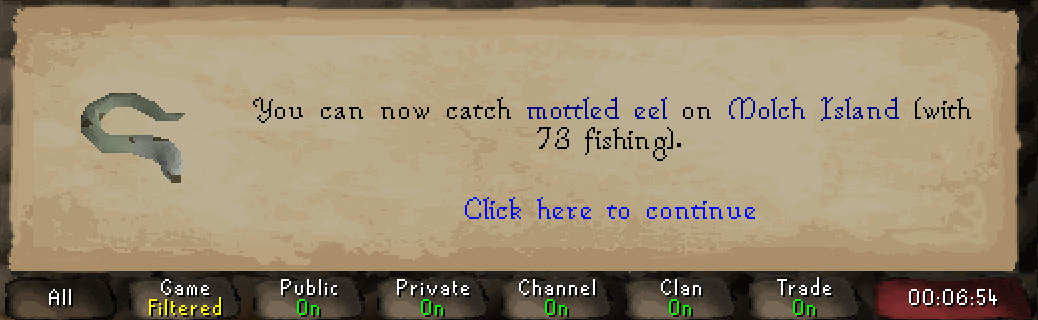 You can now catch mottled eel on Molch Island (with
73 fishing).
Click here to continue
All
Game
Filtered
Public
On
Private
On
Channel
On
Clan
On
Trade
On
00:06:54